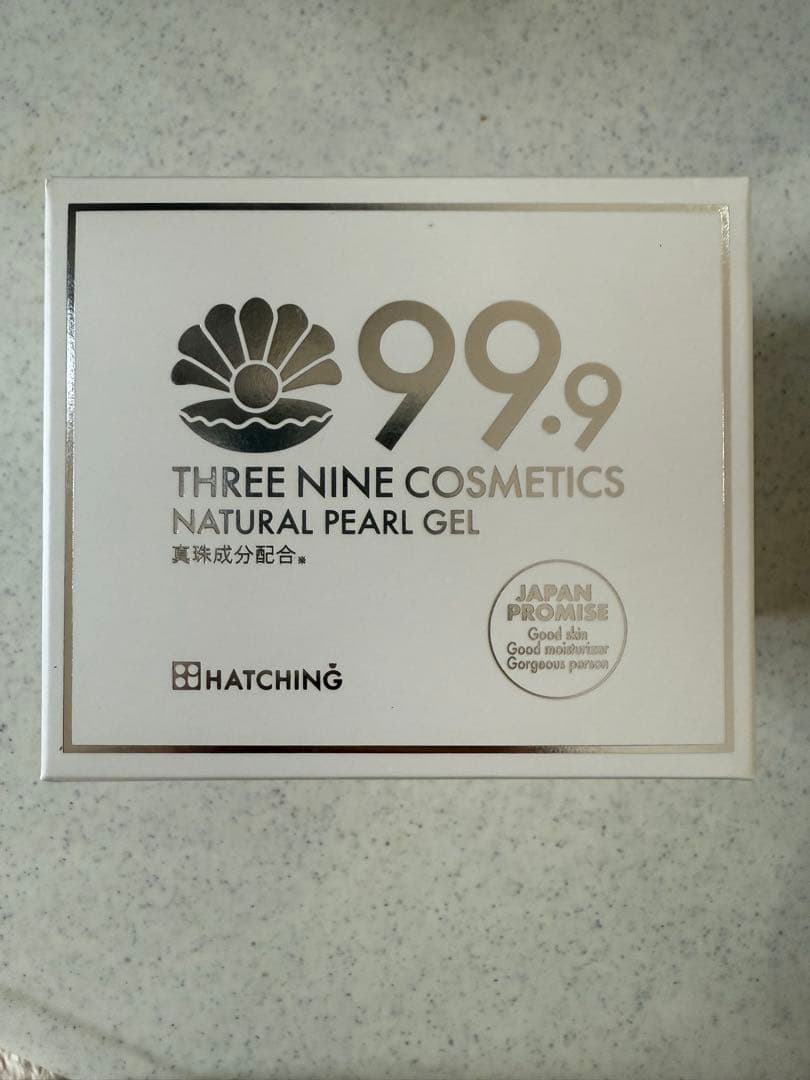 99.9
THREE NINE COSMETICS
NATURAL PEARL GEL
真珠成分配合※
JAPAN
PROMISE
Good skin
Good moisturizer
Gorgeous person
HATCHING